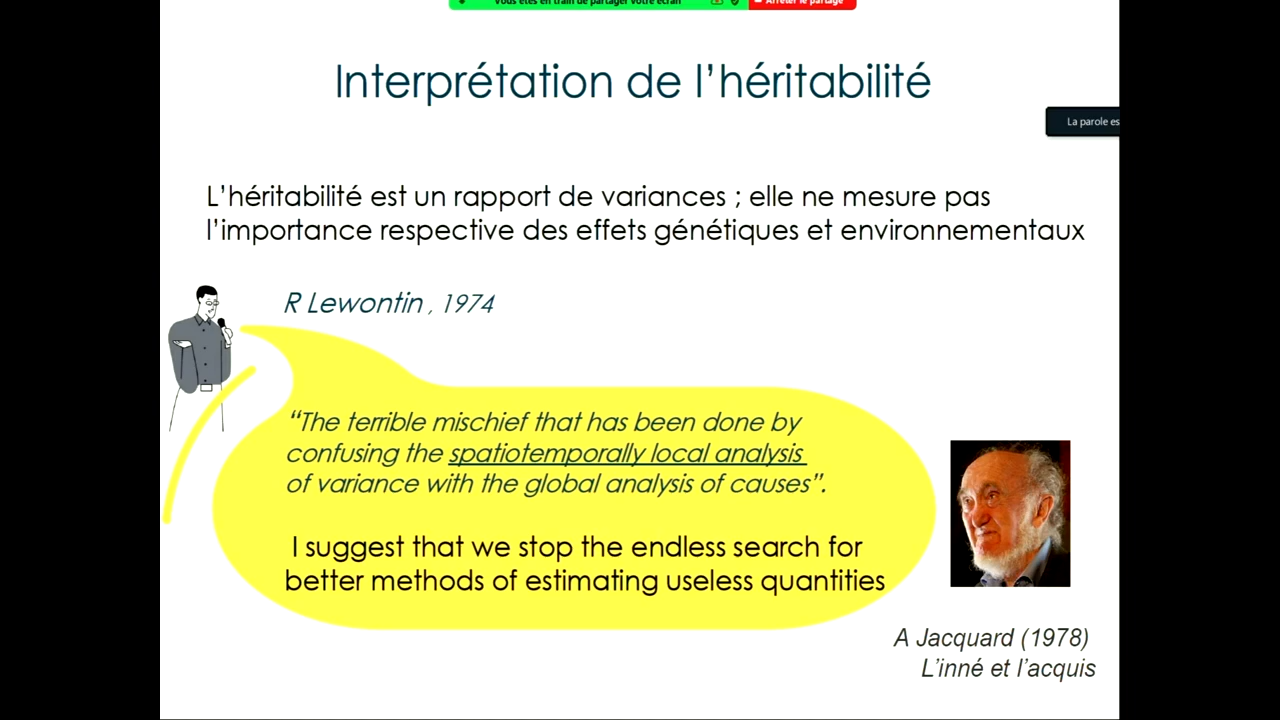 Vous êtes en train de partager votre écran
Arrêter le partage
Interprétation de l’héritabilité
La parole es
L’héritabilité est un rapport de variances ; elle ne mesure pas
l’importance respective des effets génétiques et environnementaux
R Lewontin , 1974
“The terrible mischief that has been done by
confusing the spatiotemporally local analysis
of variance with the global analysis of causes”.
I suggest that we stop the endless search for
better methods of estimating useless quantities
A Jacquard (1978)
L’inné et l’acquis